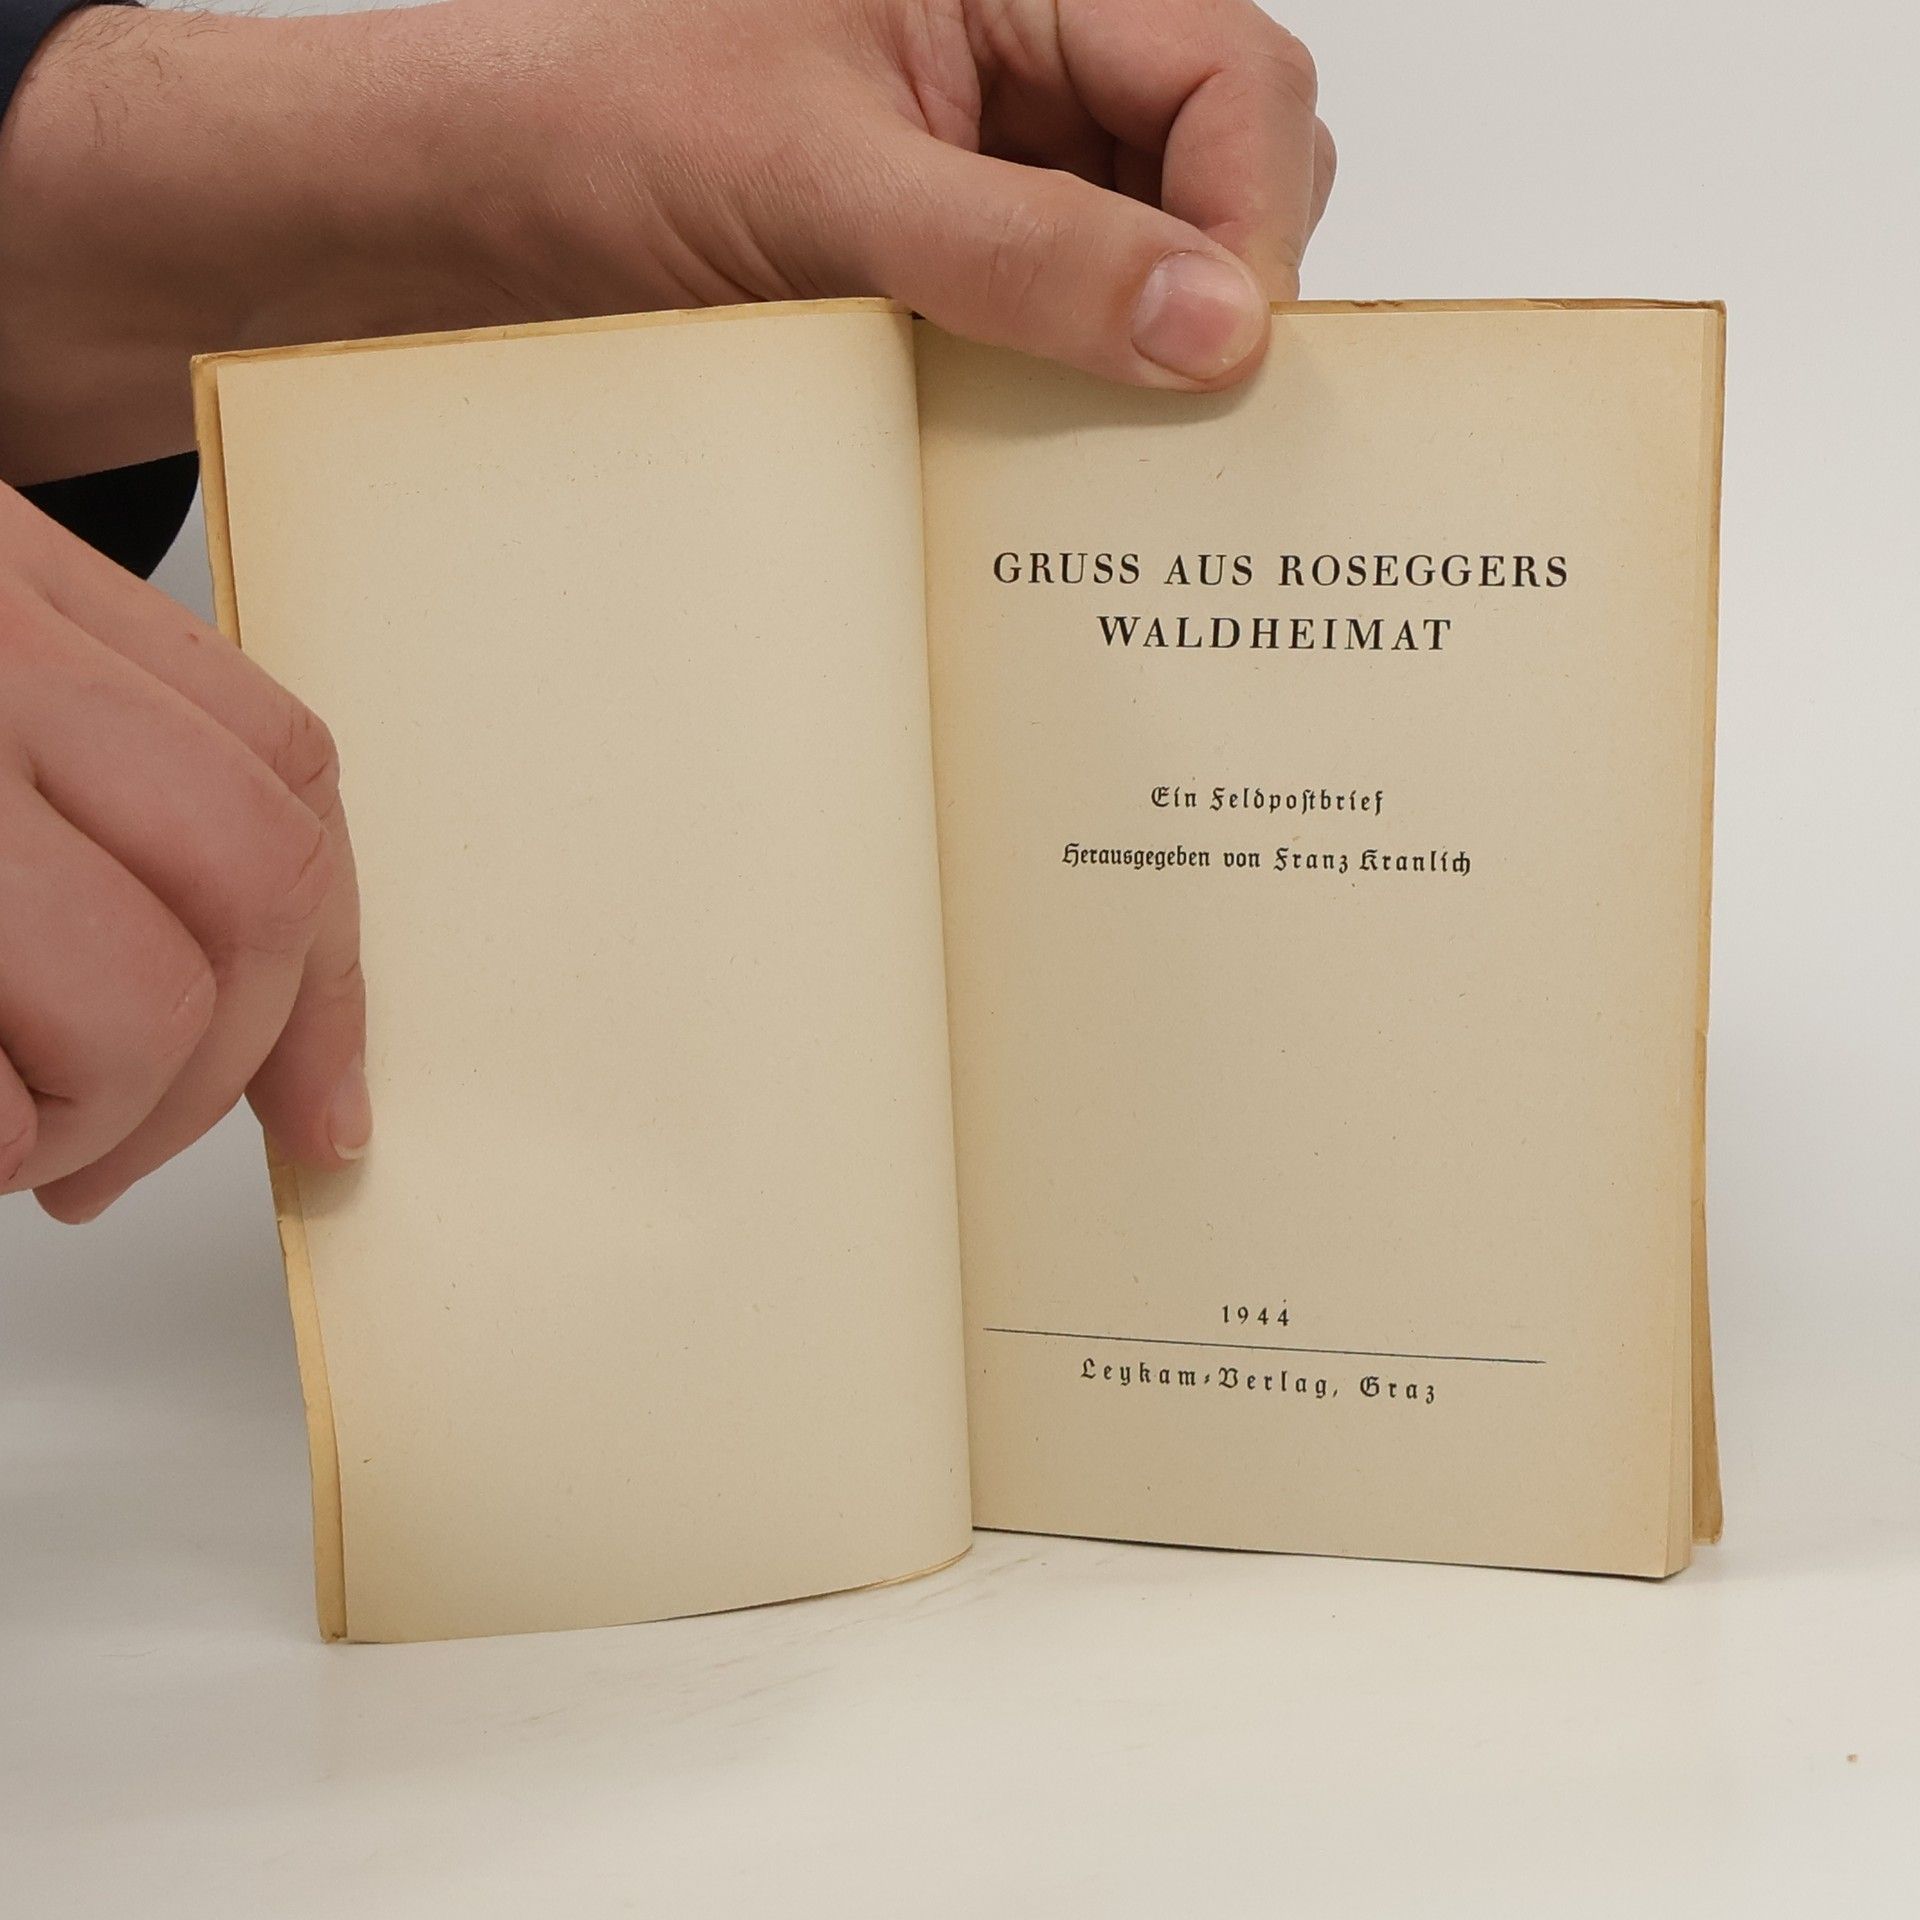 GRUSS AUS ROSEGGERS
WALDHEIMAT
Ein Feldpostbrief
Herausgegeben von Franz Kranlich
1944
Leykam-Verlag, Graz